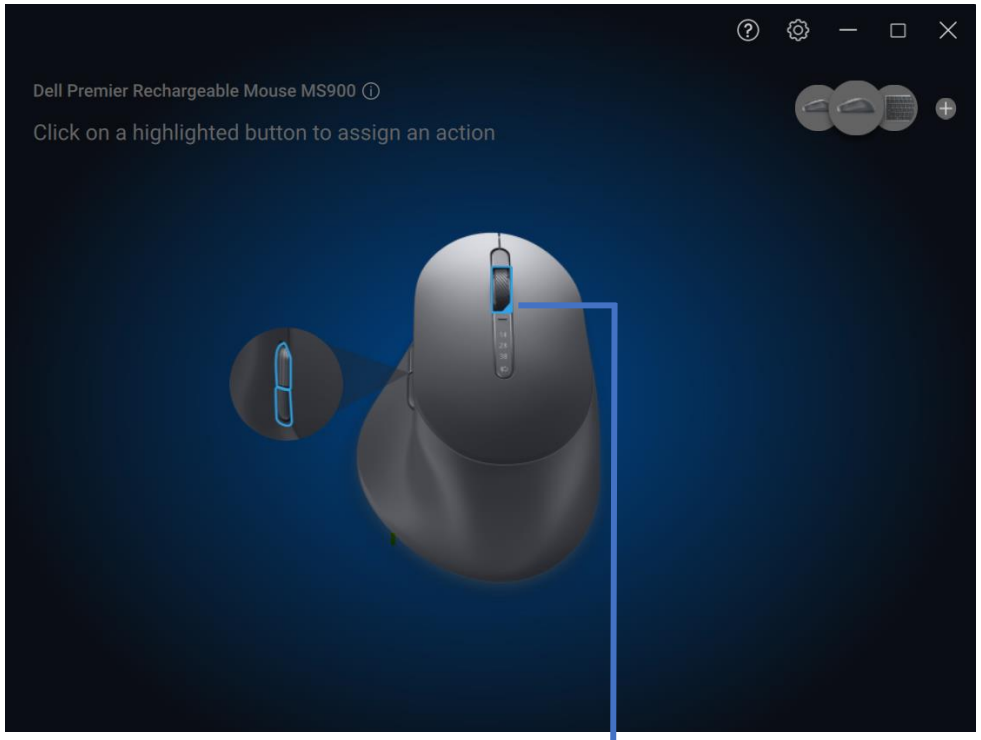 Dell Premier Rechargeable Mouse MS900
Click on a highlighted button to assign an action